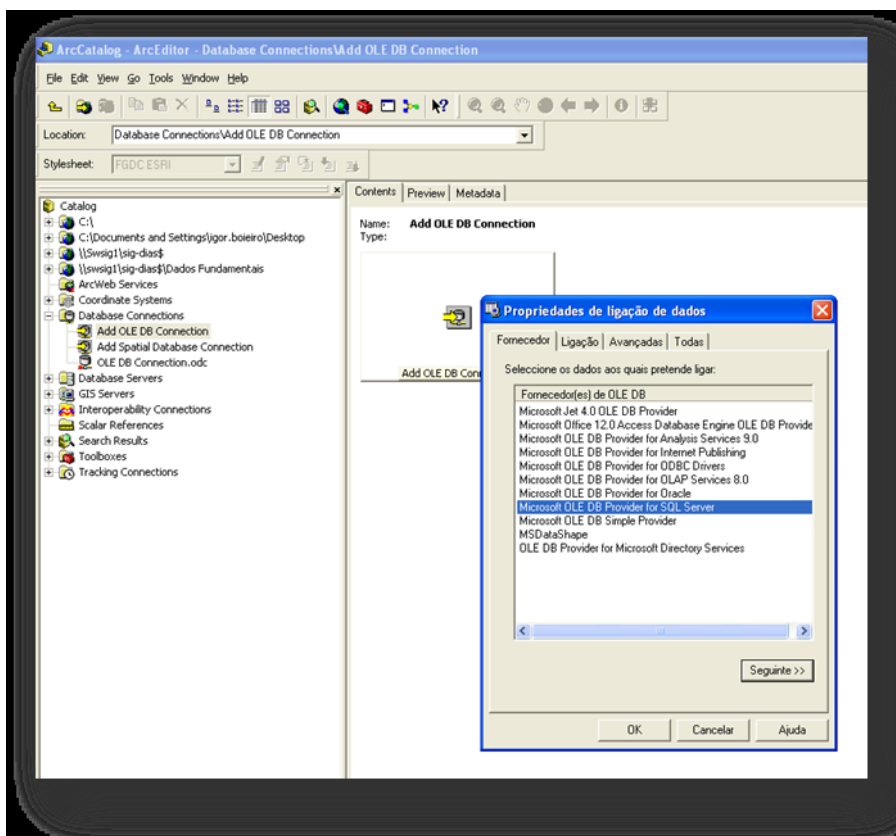 ArcCatalog - ArcEditor - Database Connections\Add OLE DB Connection
File Edit View Go Tools Window Help
Location: Database Connections\Add OLE DB Connection
Stylesheet: FGDC ESRI
Catalog
C:\
C:\Documents and Settings\igor.boieiro\Desktop
\\Swsig1\sig-dias$
\\swsig1\sig-dias$\Dados Fundamentais
ArcWeb Services
Coordinate Systems
Database Connections
Add OLE DB Connection
Add Spatial Database Connection
OLE DB Connection.odc
Database Servers
GIS Servers
Interoperability Connections
Scalar References
Search Results
Toolboxes
Tracking Connections
Contents Preview Metadata
Name: Add OLE DB Connection
Type:
Add OLE DB Con
Propriedades de ligação de dados
Fornecedor Ligação Avançadas Todas
Seleccione os dados aos quais pretende ligar:
Fornecedor(es) de OLE DB
Microsoft Jet 4.0 OLE DB Provider
Microsoft Office 12.0 Access Database Engine OLE DB Provide
Microsoft OLE DB Provider for Analysis Services 9.0
Microsoft OLE DB Provider for Internet Publishing
Microsoft OLE DB Provider for ODBC Drivers
Microsoft OLE DB Provider for OLAP Services 8.0
Microsoft OLE DB Provider for Oracle
Microsoft OLE DB Provider for SQL Server
Microsoft OLE DB Simple Provider
MSDataShape
OLE DB Provider for Microsoft Directory Services
Seguinte >>
OK Cancelar Ajuda